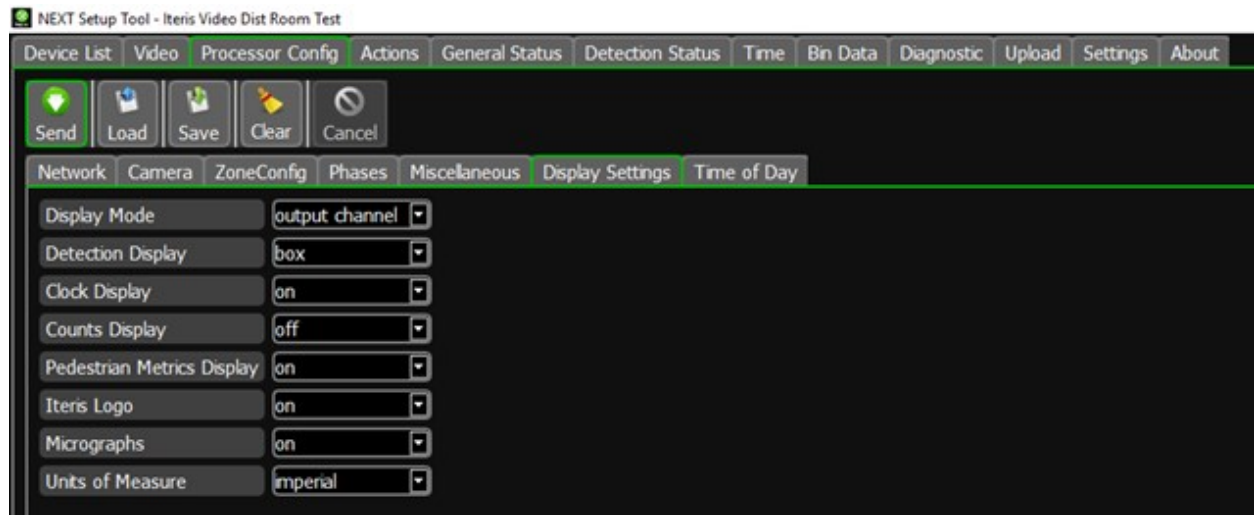 NEXT Setup Tool - Iteris Video Dist Room Test
Device List Video Processor Config Actions General Status Detection Status Time Bin Data Diagnostic Upload Settings About
Send Load Save Clear Cancel
Network Camera ZoneConfig Phases Miscellaneous Display Settings Time of Day
Display Mode output channel
Detection Display box
Clock Display on
Counts Display off
Pedestrian Metrics Display on
Iteris Logo on
Micrographs on
Units of Measure imperial